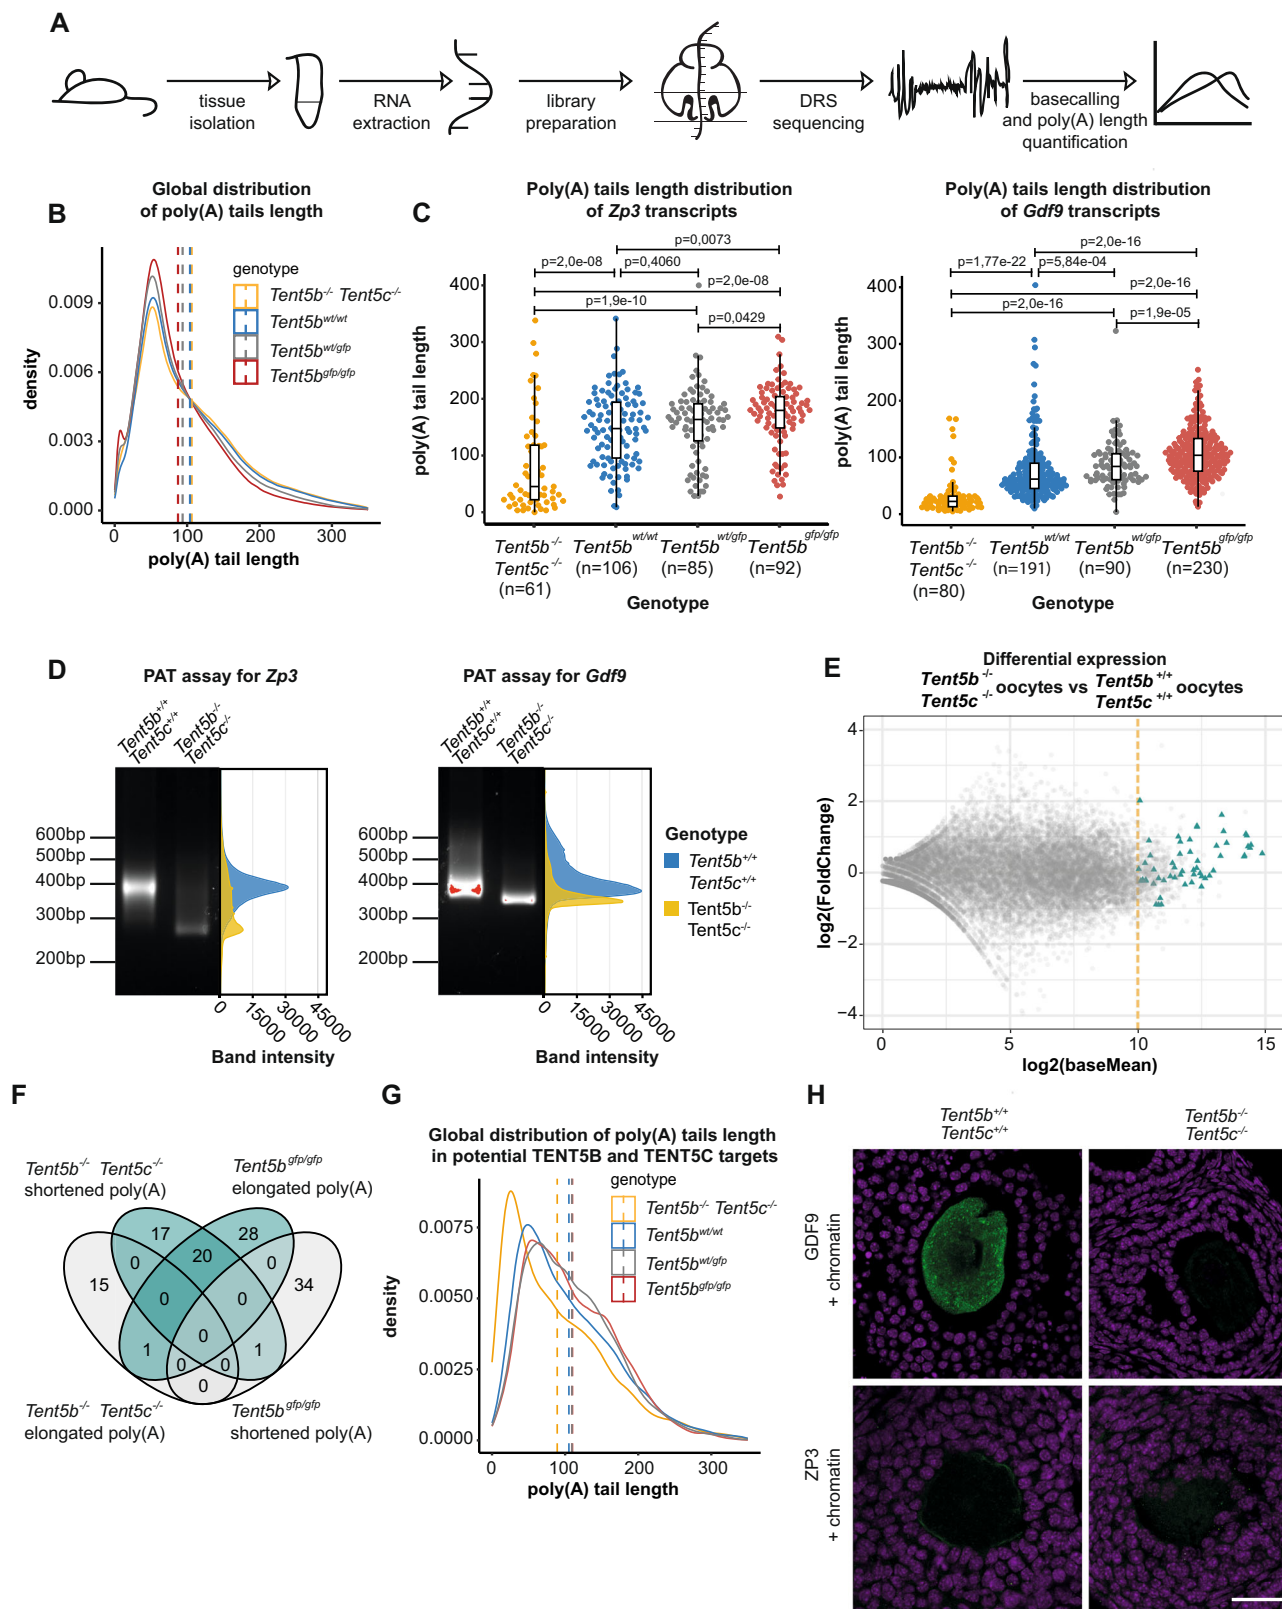 A
tissue
isolation
RNA
extraction
library
preparation
DRS
sequencing
basecalling
and poly(A) length
quantification
B
Global distribution
of poly(A) tails length
density
0.009
0.006
0.003
0.000
0
100
200
300
poly(A) tail length
genotype
Tent5b-/- Tent5c-/-
Tent5bwt/wt
Tent5bwt/gfp
Tent5bgfp/gfp
C
Poly(A) tails length distribution
of Zp3 transcripts
p=0,0073
p=2,0e-08
p=0,4060
p=2,0e-08
p=1,9e-10
p=0,0429
poly(A) tail length
400
300
200
100
0
Tent5b-/-
Tent5c-/-
(n=61)
Tent5bwt/wt
(n=106)
Tent5bwt/gfp
(n=85)
Tent5bgfp/gfp
(n=92)
Genotype
Poly(A) tails length distribution
of Gdf9 transcripts
p=2,0e-16
p=1,77e-22
p=5,84e-04
p=2,0e-16
p=2,0e-16
p=1,9e-05
poly(A) tail length
400
300
200
100
0
Tent5b-/-
Tent5c-/-
(n=80)
Tent5bwt/wt
(n=191)
Tent5bwt/gfp
(n=90)
Tent5bgfp/gfp
(n=230)
Genotype
D
PAT assay for Zp3
Tent5b+/+
Tent5c+/+
Tent5b-/-
Tent5c-/-
600bp
500bp
400bp
300bp
200bp
0
15000
30000
45000
Band intensity
PAT assay for Gdf9
Tent5b+/+
Tent5c+/+
Tent5b-/-
Tent5c-/-
600bp
500bp
400bp
300bp
200bp
0
15000
30000
45000
Band intensity
Genotype
Tent5b+/+
Tent5c+/+
Tent5b-/-
Tent5c-/-
E
Differential expression
Tent5b-/-
Tent5c-/- oocytes vs Tent5b+/+
Tent5c+/+ oocytes
log2(FoldChange)
4
2
0
−2
−4
0
5
10
15
log2(baseMean)
F
Tent5b-/- Tent5c-/-
shortened poly(A)
Tent5bgfp/gfp
elongated poly(A)
17
28
0
20
0
15
34
0
0
0
1
0
0
1
0
Tent5b-/- Tent5c-/-
elongated poly(A)
Tent5bgfp/gfp
shortened poly(A)
G
Global distribution of poly(A) tails length
in potential TENT5B and TENT5C targets
genotype
Tent5b-/- Tent5c-/-
Tent5bwt/wt
Tent5bwt/gfp
Tent5bgfp/gfp
density
0.0075
0.0050
0.0025
0.0000
0
100
200
300
poly(A) tail length
H
Tent5b+/+
Tent5c+/+
Tent5b-/-
Tent5c-/-
GDF9
+ chromatin
ZP3
+ chromatin